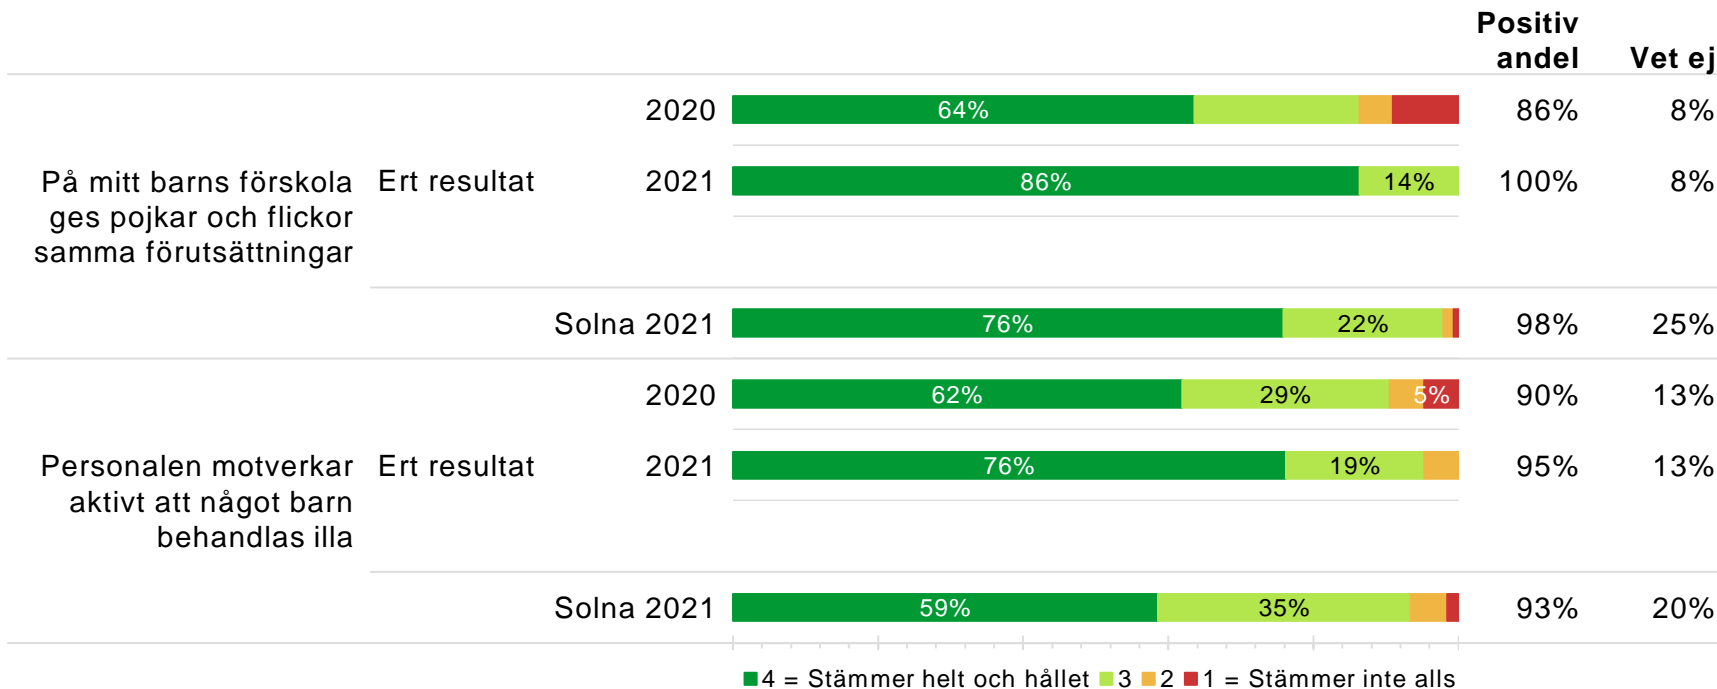 Positiv
andel Vet ej
2020 64% 86% 8%
På mitt barns förskola
ges pojkar och flickor
samma förutsättningar
Ert resultat 2021 86% 14% 100% 8%
Solna 2021 76% 22% 98% 25%
2020 62% 29% 5% 90% 13%
Personalen motverkar
aktivt att något barn
behandlas illa
Ert resultat 2021 76% 19% 95% 13%
Solna 2021 59% 35% 93% 20%
4 = Stämmer helt och hållet 3 2 1 = Stämmer inte alls